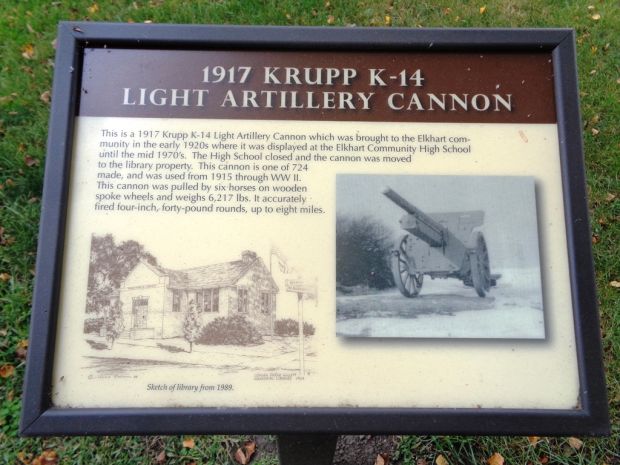 1917 KRUPP K-14
LIGHT ARTILLERY CANNON
This is a 1917 Krupp K-14 Light Artillery Cannon which was brought to the Elkhart com-
munity in the early 1920s where it was displayed at the Elkhart Community High School
until the mid 1970's. The High School closed and the cannon was moved
to the library property. This cannon is one of 724
made, and was used from 1915 through WW II.
This cannon was pulled by six horses on wooden
spoke wheels and weighs 6,217 lbs. It accurately
fired four-inch, forty-pound rounds, up to eight miles.
Sketch of library from 1989.